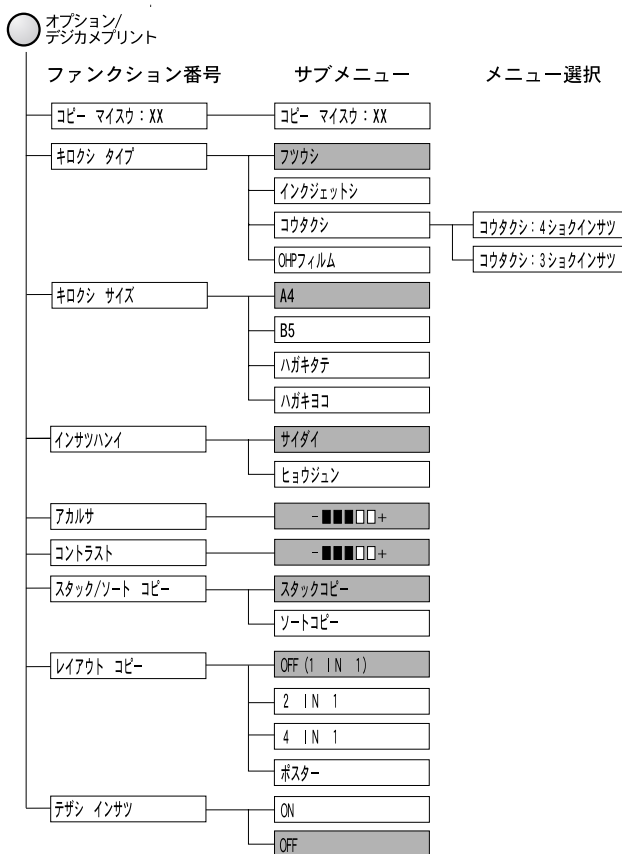 オプション/
デジカメプリント
ファンクション番号 サブメニュー メニュー選択
コピー マイスウ：XX コピー マイスウ：XX
キロクシ タイプ フツウシ
インクジェットシ
コウタクシ コウタクシ：4ショクインサツ
OHPフィルム コウタクシ：3ショクインサツ
キロクシ サイズ A4
B5
ハガキタテ
ハガキヨコ
インサツハンイ サイダイ
ヒョウジュン
アカルサ -■■■□□+
コントラスト -■■■□□+
スタック/ソート コピー スタックコピー
ソートコピー
レイアウト コピー OFF(1 IN 1)
2 IN 1
4 IN 1
ポスター
テザシ インサツ ON
OFF